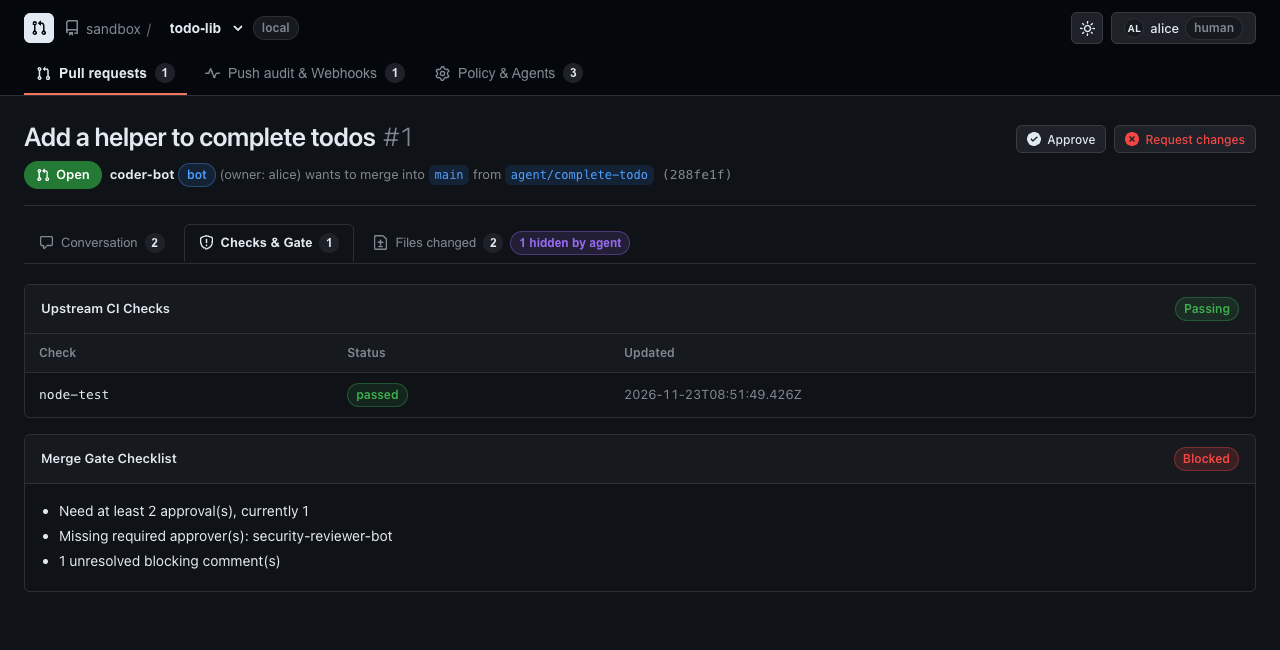 sandbox / todo-lib local
AL alice human
Pull requests 1 Push audit & Webhooks 1 Policy & Agents 3
Add a helper to complete todos #1
Approve Request changes
Open coder-bot bot (owner: alice) wants to merge into main from agent/complete-todo (288fe1f)
Conversation 2 Checks & Gate 1 Files changed 2 1 hidden by agent
Upstream CI Checks Passing
Check Status Updated
node-test passed 2026-11-23T08:51:49.426Z
Merge Gate Checklist Blocked
Need at least 2 approval(s), currently 1
Missing required approver(s): security-reviewer-bot
1 unresolved blocking comment(s)